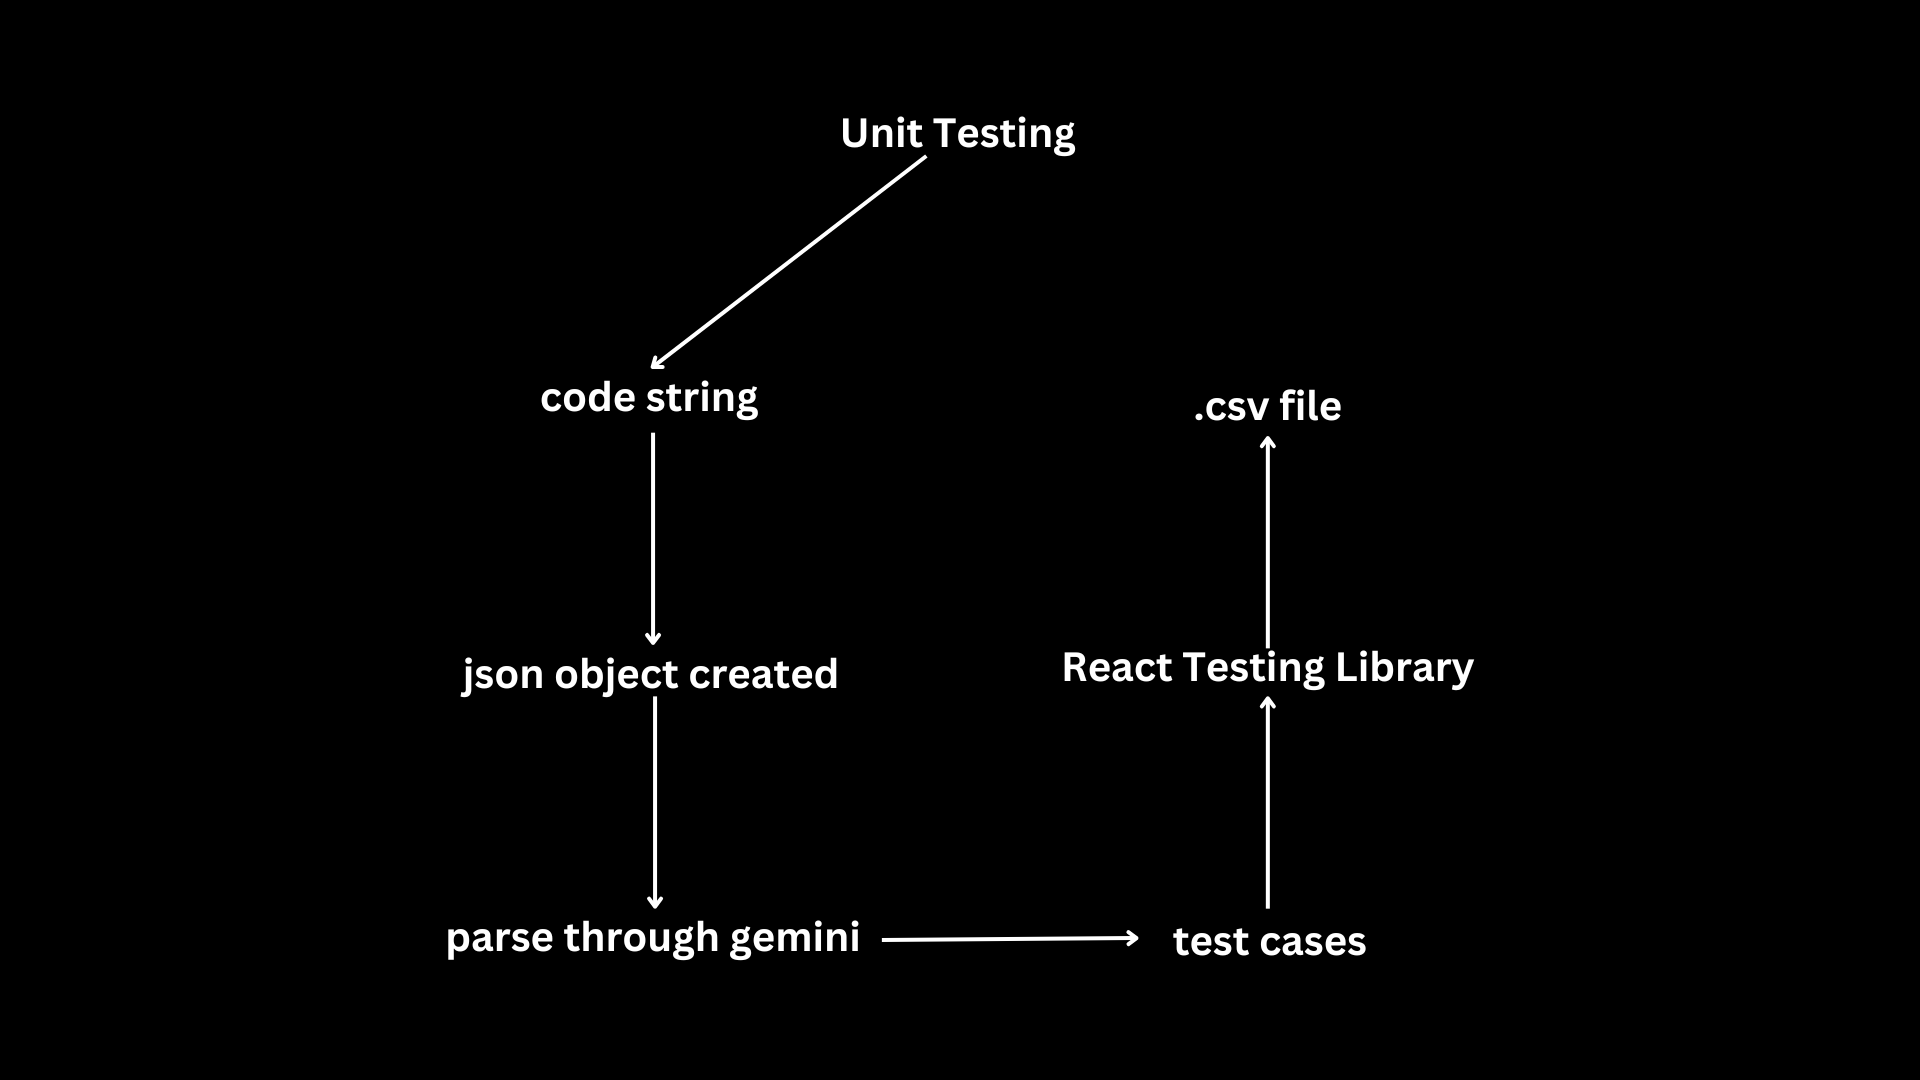 Unit Testing
code string
.csv file
json object created
React Testing Library
parse through gemini
test cases